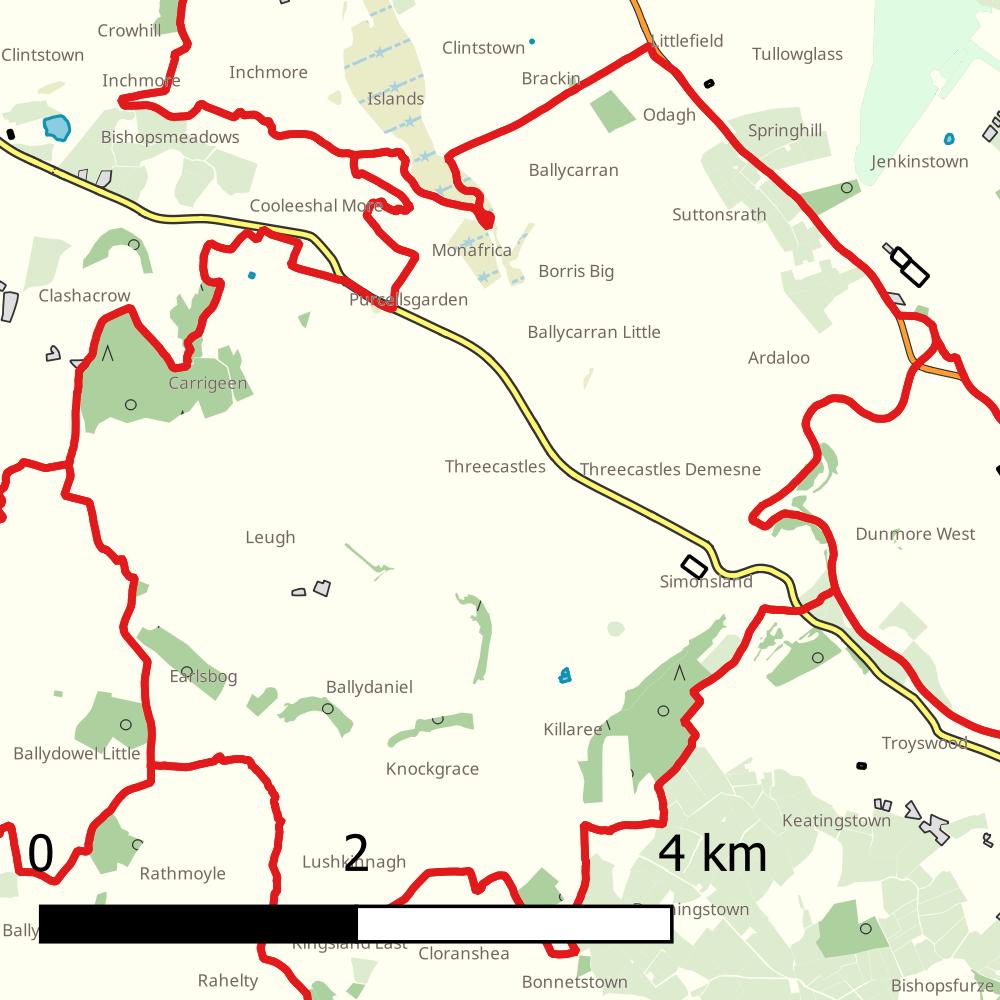 Crowhill
Littlefield
Clintstown
Clintstown
Tullowglass
Inchmore
Inchmore
Brackin
Islands
Odagh
Springhill
Bishopsmeadows
Jenkinstown
Ballycarran
Cooleeshal More
Suttonsrath
Monafrica
Borris Big
Clashacrow
Purcellsgarden
Ballycarran Little
Ardaloo
Carrigeen
Threecastles
Threecastles Demesne
Leugh
Dunmore West
Simonsland
Earlsbog
Ballydaniel
Killaree
Troyswood
Ballydowel Little
Knockgrace
Keatingstown
0
2
4 km
Lushkinnagh
Rathmoyle
Bally
Kingsland East
Cloranshea
Rahelty
Bonnetstown
Bishopsfurze